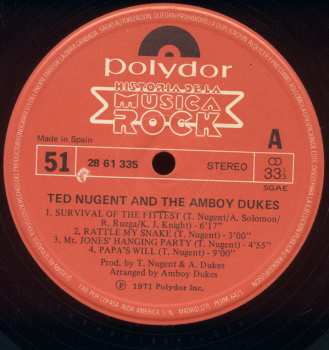 polydor
HISTORIA DE LA
MUSICA
ROCK
Made in Spain
A
51
28 61 335
STEREO
33⅓
SGAE
TED NUGENT AND THE AMBOY DUKES
1. SURVIVAL OF THE FITTEST (T. Nugent/A. Solomon/
R. Ruzga/K. J. Knight) - 6'17"
2. RATTLE MY SNAKE (T. Nugent) - 3'00"
3. Mr. JONES' HANGING PARTY (T. Nugent) - 4'55"
4. PAPA'S WILL (T. Nugent) - 9'00"
Prod. by T. Nugent & A. Dukes
Arranged by Amboy Dukes
℗ 1971 Polydor Inc.